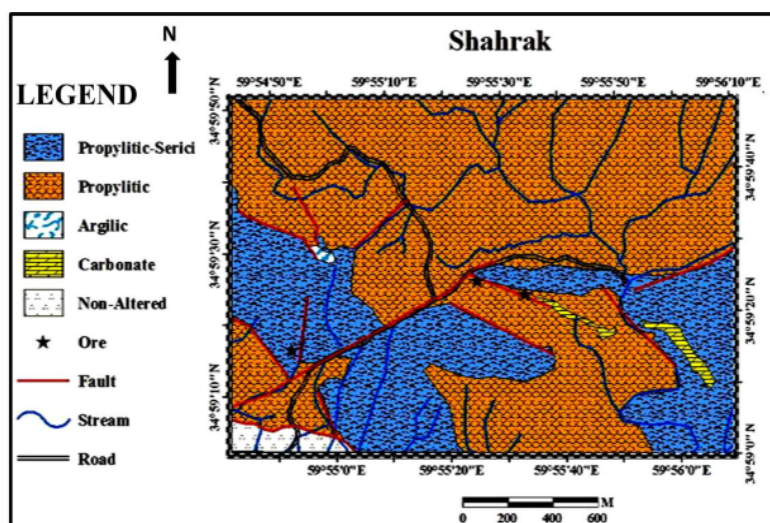 N
Shahrak
LEGEND
Propylitic-Serici
Propylitic
Argilic
Carbonate
Non-Altered
Ore
Fault
Stream
Road
59°54'50"E
59°55'10"E
59°55'30"E
59°55'50"E
59°56'10"E
34°59'50"N
34°59'30"N
34°59'10"N
34°59'40"N
34°59'20"N
34°59'0"N
59°55'0"E
59°55'20"E
59°55'40"E
59°56'0"E
M
0 200 400 600